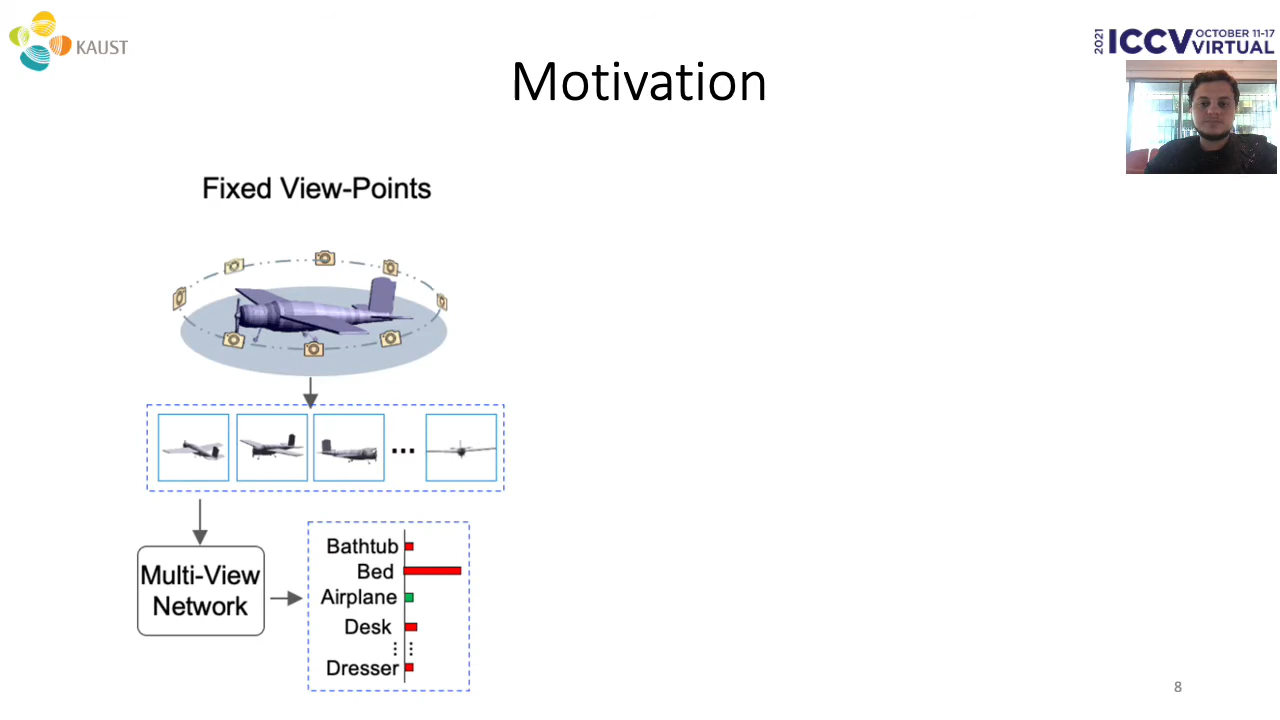 KAUST
2021 ICCV OCTOBER 11-17
VIRTUAL
Motivation
Fixed View-Points
...
Multi-View
Network
Bathtub
Bed
Airplane
Desk
Dresser
8